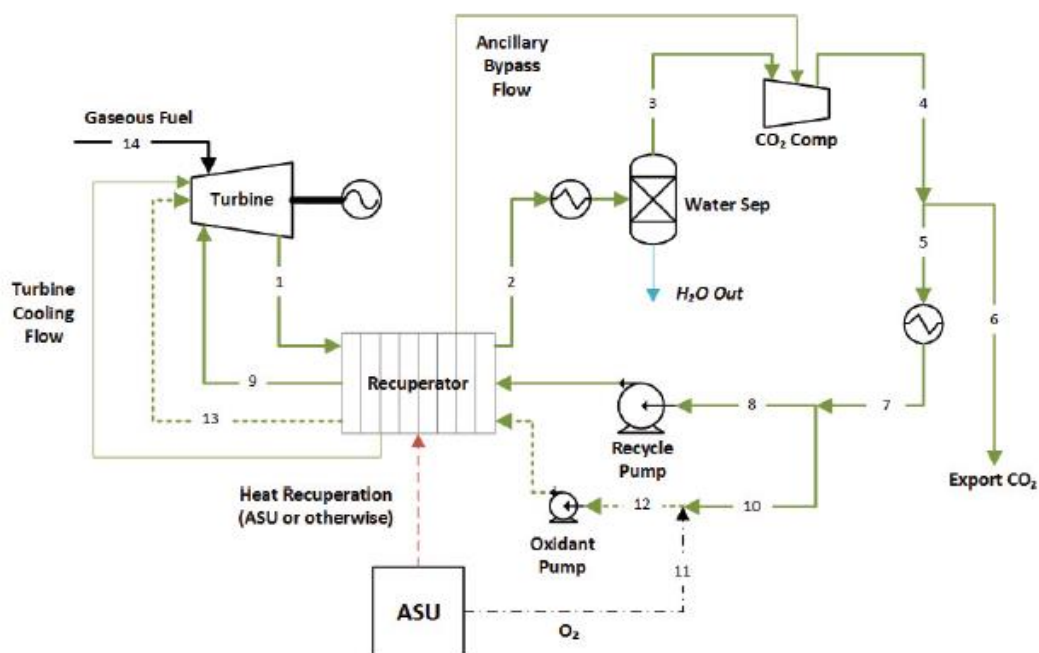 Ancillary
Bypass
Flow
3
4
CO₂ Comp
Gaseous Fuel
14
Turbine
Water Sep
5
1
2
H₂O Out
6
Turbine
Cooling
Flow
9
Recuperator
13
8
7
Recycle
Pump
Export CO₂
Heat Recuperation
(ASU or otherwise)
12
10
Oxidant
Pump
11
ASU
O₂